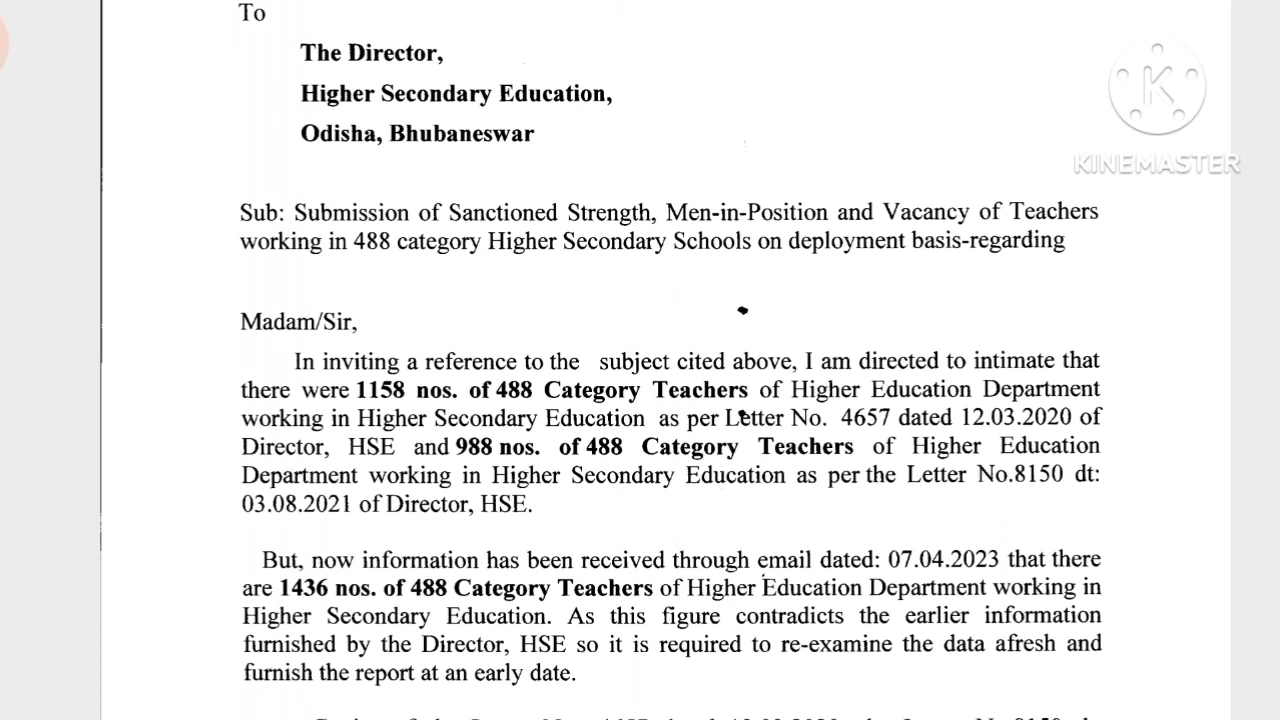 To
The Director,
Higher Secondary Education,
Odisha, Bhubaneswar
K
KINEMASTER
Sub: Submission of Sanctioned Strength, Men-in-Position and Vacancy of Teachers
working in 488 category Higher Secondary Schools on deployment basis-regarding
Madam/Sir,
In inviting a reference to the subject cited above, I am directed to intimate that
there were 1158 nos. of 488 Category Teachers of Higher Education Department
working in Higher Secondary Education as per Letter No. 4657 dated 12.03.2020 of
Director, HSE and 988 nos. of 488 Category Teachers of Higher Education
Department working in Higher Secondary Education as per the Letter No.8150 dt:
03.08.2021 of Director, HSE.
But, now information has been received through email dated: 07.04.2023 that there
are 1436 nos. of 488 Category Teachers of Higher Education Department working in
Higher Secondary Education. As this figure contradicts the earlier information
furnished by the Director, HSE so it is required to re-examine the data afresh and
furnish the report at an early date.